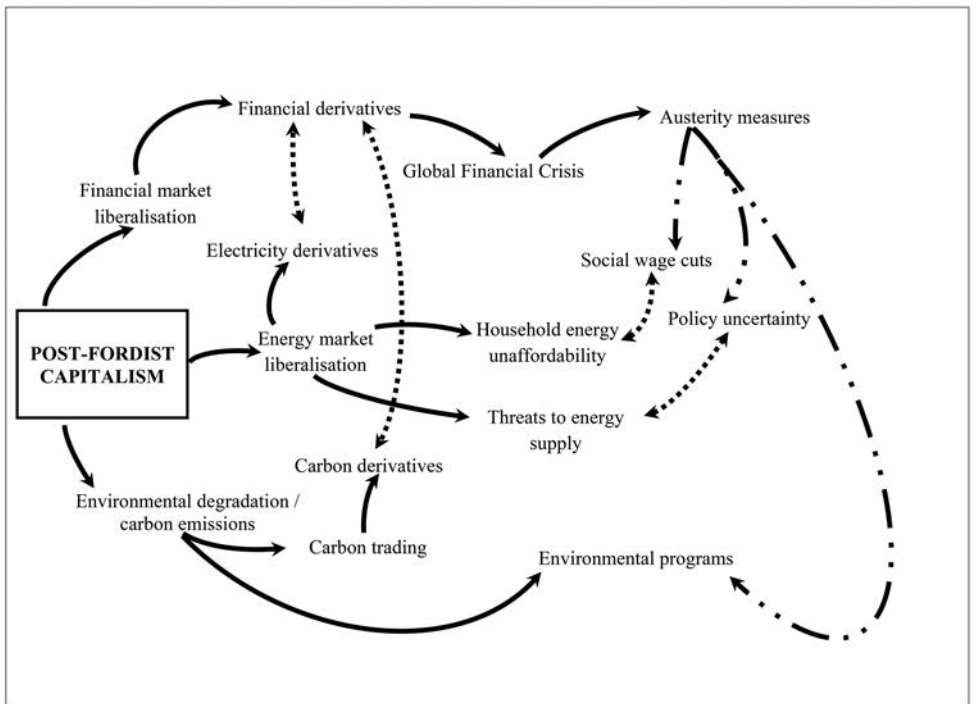 Financial derivatives
Austerity measures
Global Financial Crisis
Financial market
liberalisation
Electricity derivatives
Social wage cuts
Policy uncertainty
Household energy
unaffordability
Energy market
liberalisation
POST-FORDIST
CAPITALISM
Threats to energy
supply
Carbon derivatives
Environmental degradation /
carbon emissions
Carbon trading
Environmental programs